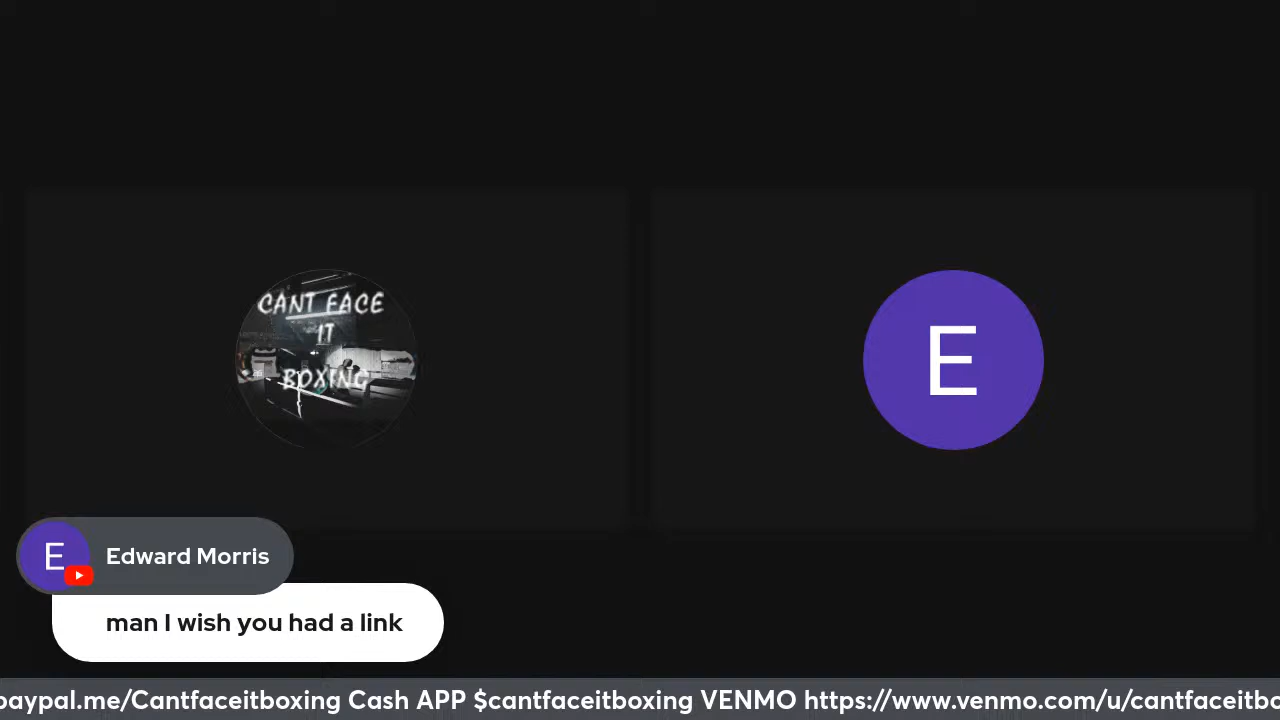 CANT FACE
IT
BOXING
E
E
Edward Morris
man I wish you had a link
paypal.me/Cantfaceitboxing Cash APP $cantfaceitboxing VENMO https://www.venmo.com/u/cantfaceitbo